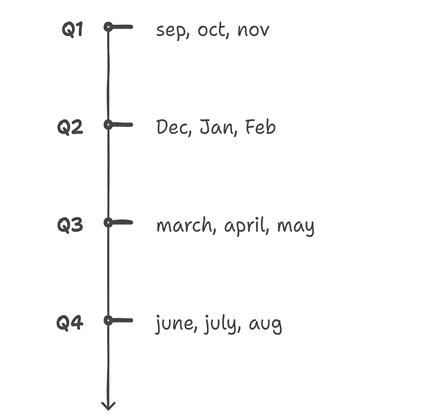 Q1 sep, oct, nov
Q2 Dec, Jan, Feb
Q3 march, april, may
Q4 june, july, aug